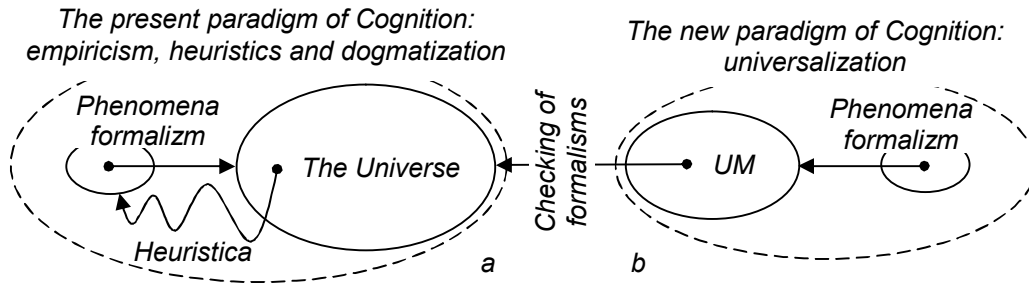 The present paradigm of Cognition:
empiricism, heuristics and dogmatization
The new paradigm of Cognition:
universalization
Phenomena
formalizm
The Universe
Heuristica
a
Checking of
formalisms
UM
Phenomena
formalizm
b